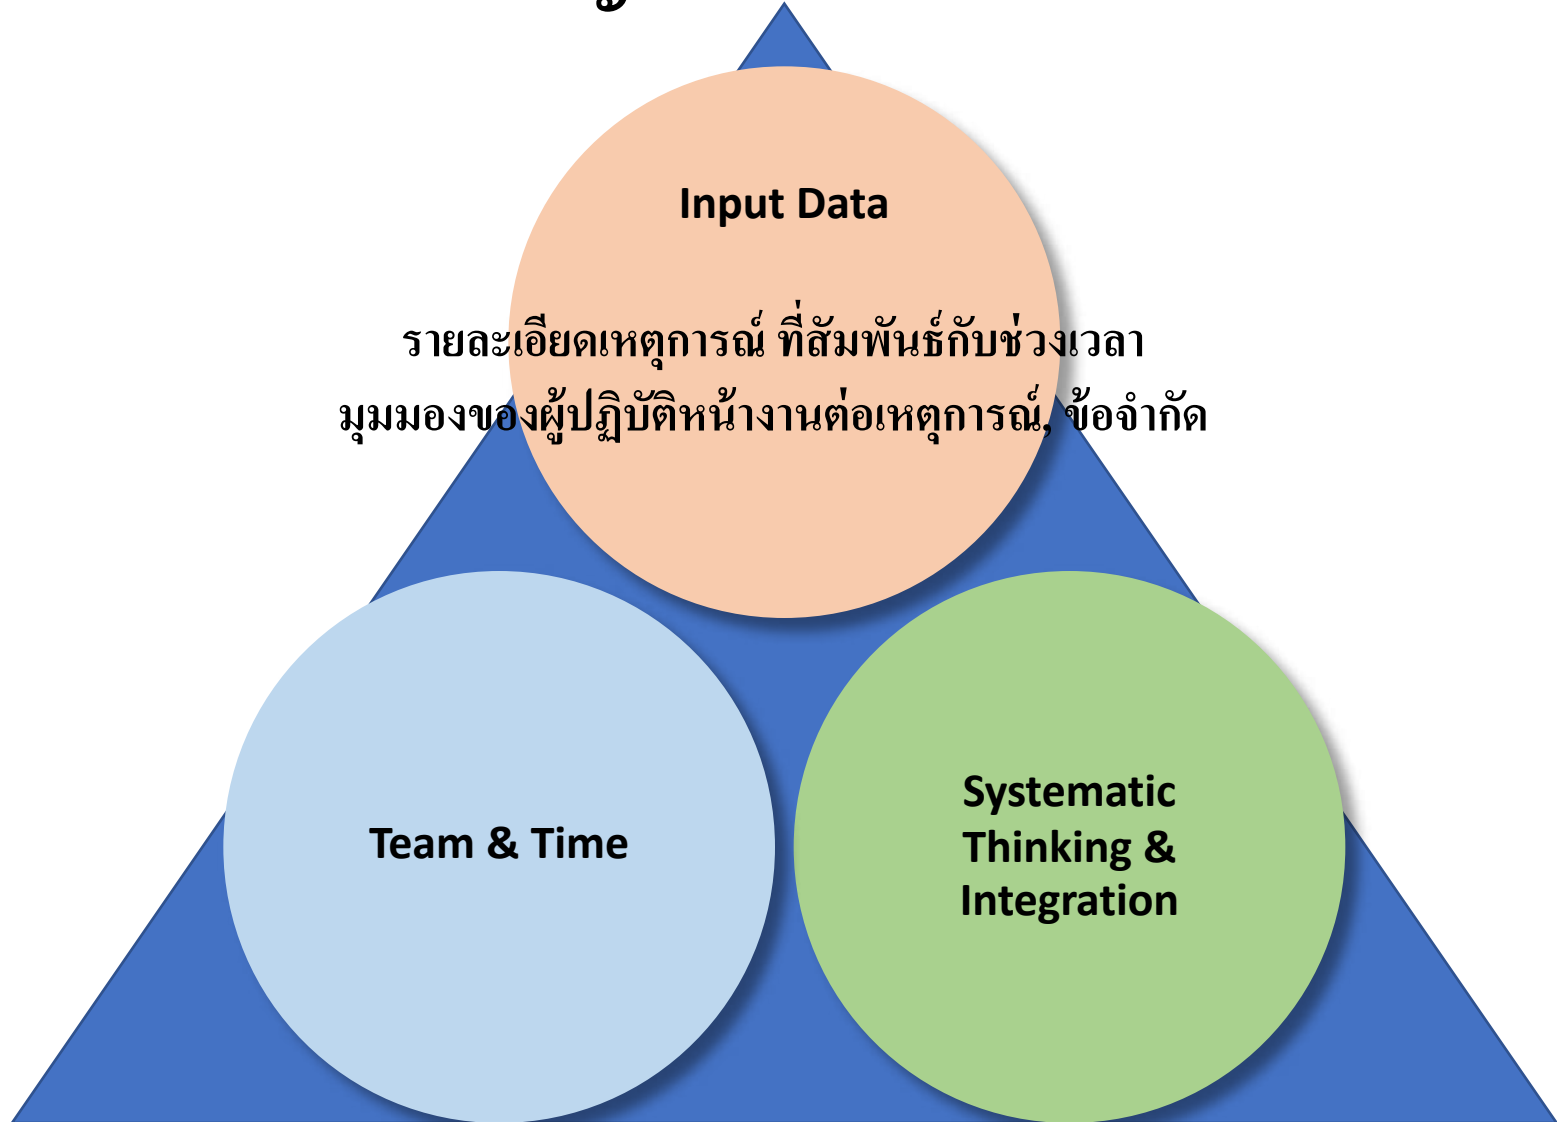 Input Data
รายละเอียดเหตุการณ์ ที่สัมพันธ์กับช่วงเวลา
มุมมองของผู้ปฏิบัติหน้างานต่อเหตุการณ์, ข้อจำกัด
Team & Time
Systematic
Thinking &
Integration